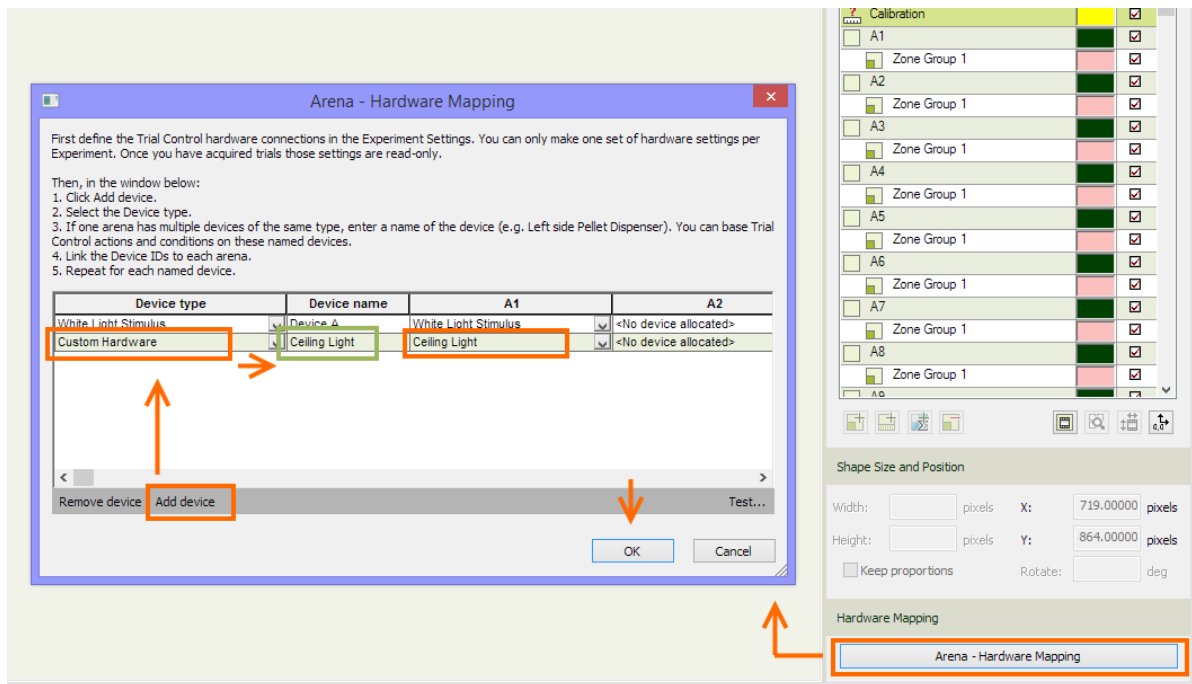 Arena - Hardware Mapping
First define the Trial Control hardware connections in the Experiment Settings. You can only make one set of hardware settings per
Experiment. Once you have acquired trials those settings are read-only.
Then, in the window below:
1. Click Add device.
2. Select the Device type.
3. If one arena has multiple devices of the same type, enter a name of the device (e.g. Left side Pellet Dispenser). You can base Trial
Control actions and conditions on these named devices.
4. Link the Device IDs to each arena.
5. Repeat for each named device.
Device type Device name A1 A2
White Light Stimulus Device A White Light Stimulus <No device allocated>
Custom Hardware Ceiling Light Ceiling Light <No device allocated>
Remove device Add device Test...
OK Cancel
Calibration
A1
Zone Group 1
A2
Zone Group 1
A3
Zone Group 1
A4
Zone Group 1
A5
Zone Group 1
A6
Zone Group 1
A7
Zone Group 1
A8
Zone Group 1
A9
0,0
Shape Size and Position
Width: pixels X: 719.00000 pixels
Height: pixels Y: 864.00000 pixels
Keep proportions Rotate: deg
Hardware Mapping
Arena - Hardware Mapping